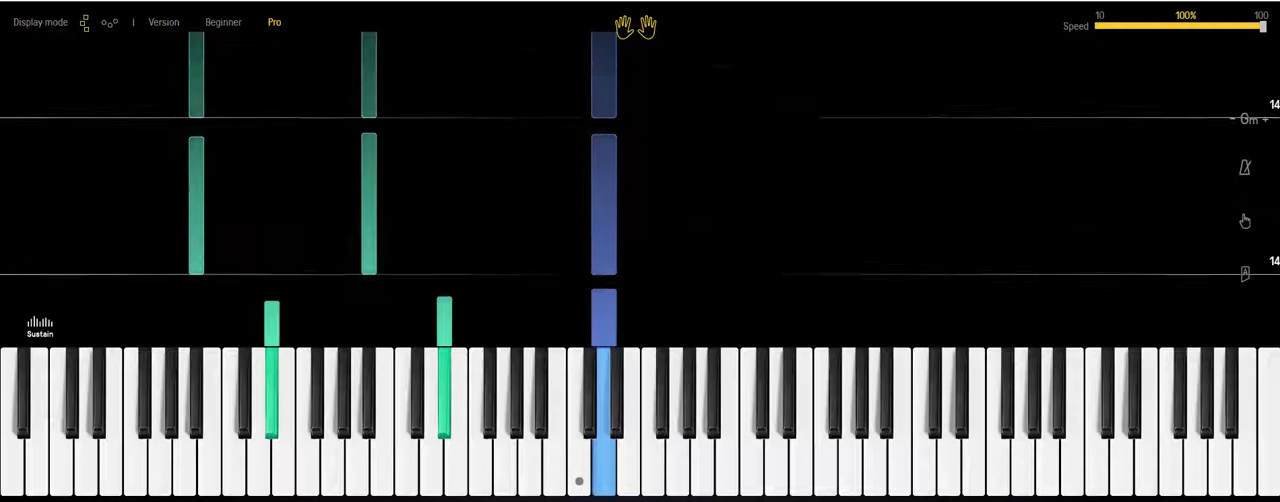 Display mode | Version Beginner Pro
10 100% 100
Speed
14
- Gm +
14
A
Sustain